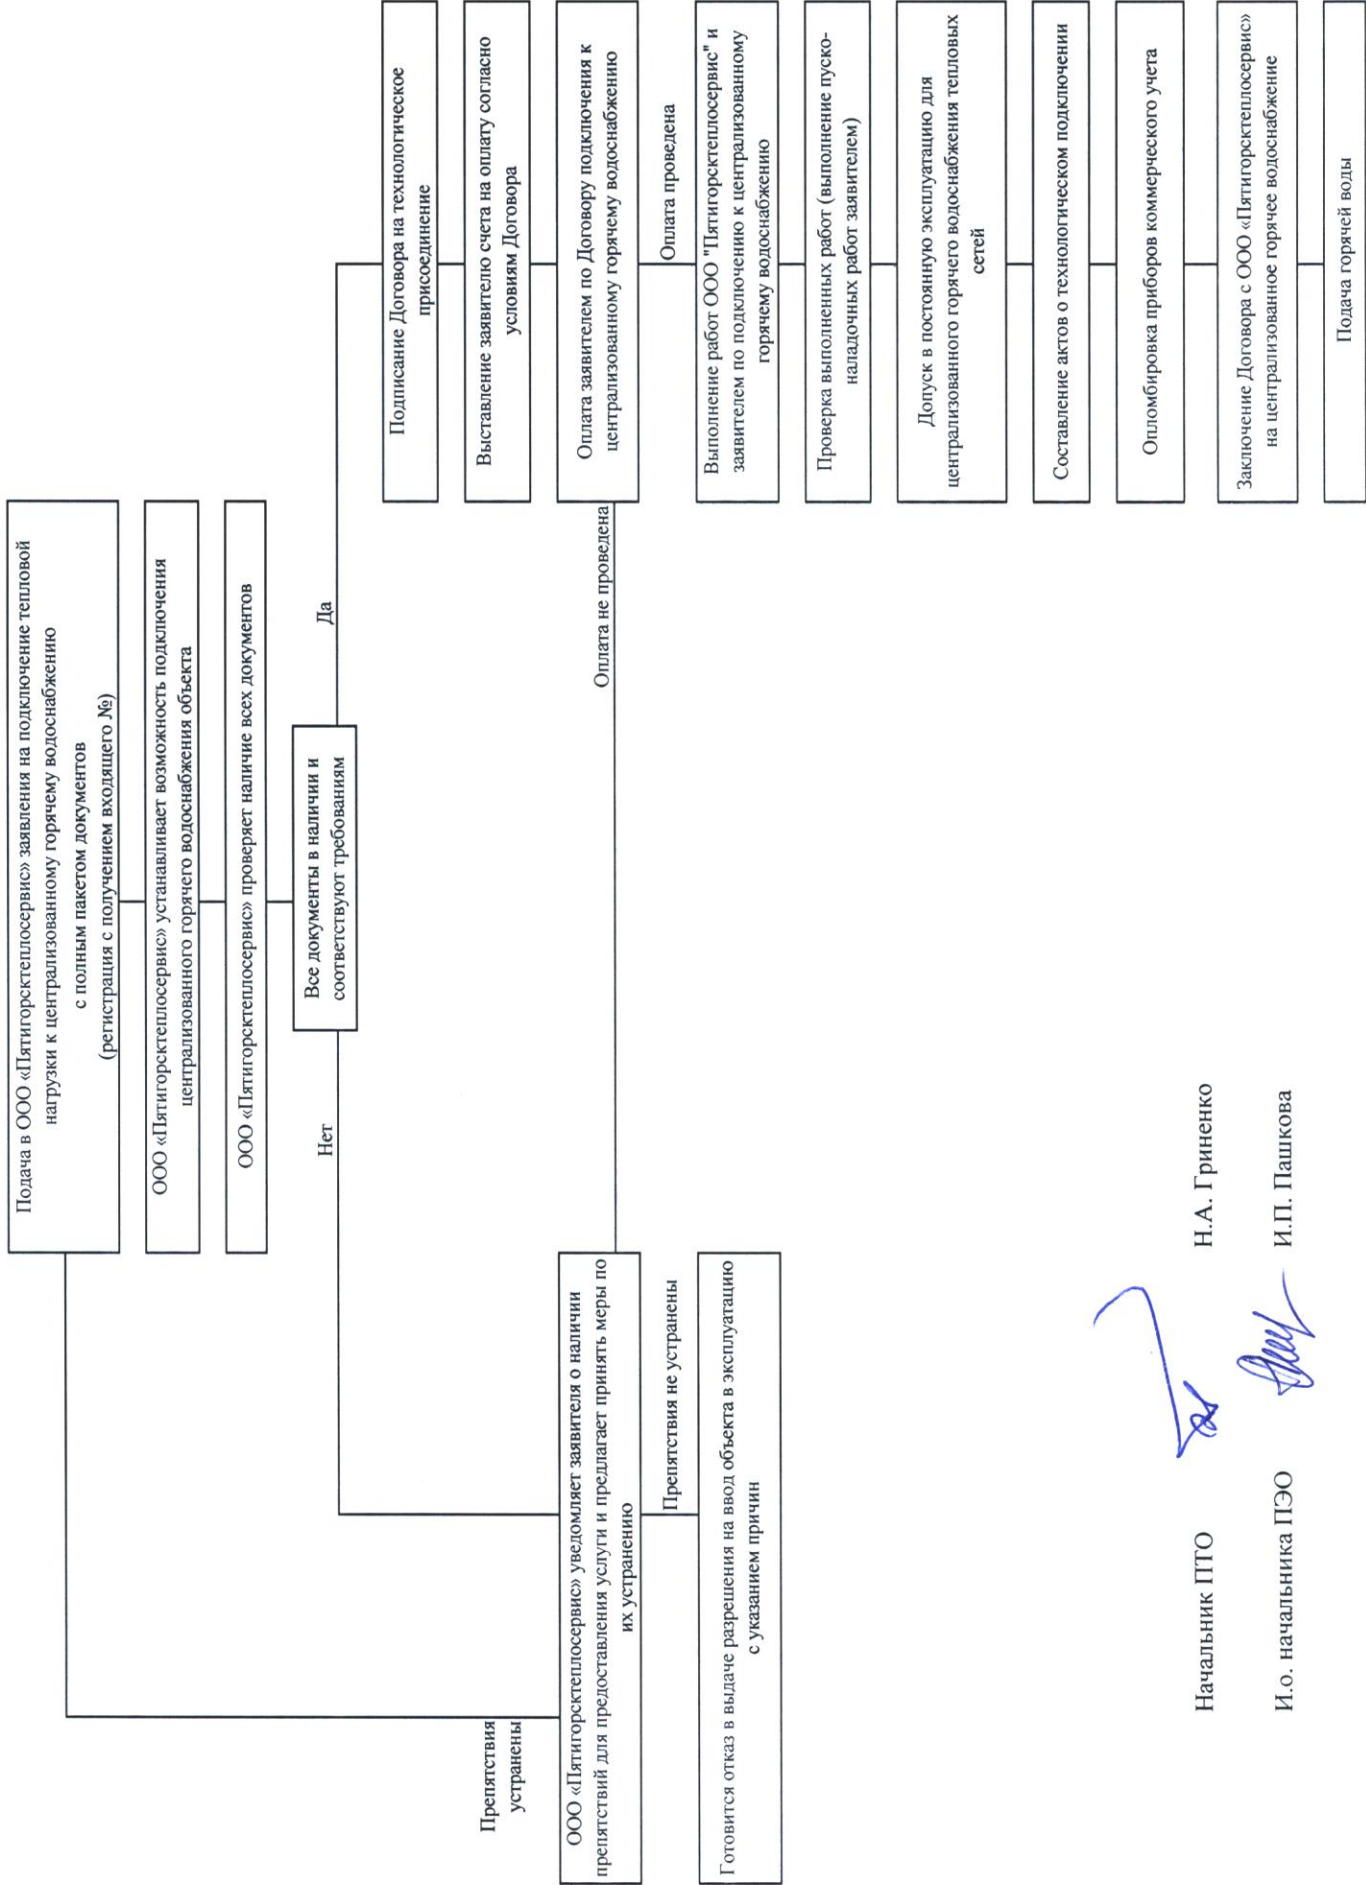 Подача в ООО «Пятигорсктеплосервис» заявления на подключение тепловой
нагрузки к централизованному горячему водоснабжению
с полным пакетом документов
(регистрация с получением входящего №)
ООО «Пятигорсктеплосервис» устанавливает возможность подключения
централизованного горячего водоснабжения объекта
ООО «Пятигорсктеплосервис» проверяет наличие всех документов
Все документы в наличии и
соответствуют требованиям
Нет
Да
Препятствия
устранены
ООО «Пятигорсктеплосервис» уведомляет заявителя о наличии
препятствий для предоставления услуги и предлагает принять меры по
их устранению
Препятствия не устранены
Готовится отказ в выдаче разрешения на ввод объекта в эксплуатацию
с указанием причин
Подписание Договора на технологическое
присоединение
Выставление заявителю счета на оплату согласно
условиям Договора
Оплата заявителем по Договору подключения к
централизованному горячему водоснабжению
Оплата не проведена
Оплата проведена
Выполнение работ ООО "Пятигорсктеплосервис" и
заявителем по подключению к централизованному
горячему водоснабжению
Проверка выполненных работ (выполнение пуско-
наладочных работ заявителем)
Допуск в постоянную эксплуатацию для
централизованного горячего водоснабжения тепловых
сетей
Составление актов о технологическом подключении
Опломбировка приборов коммерческого учета
Заключение Договора с ООО «Пятигорсктеплосервис»
на централизованное горячее водоснабжение
Подача горячей воды
Начальник ПТО Н.А. Гриненко
И.о. начальника ПЭО И.П. Пашкова